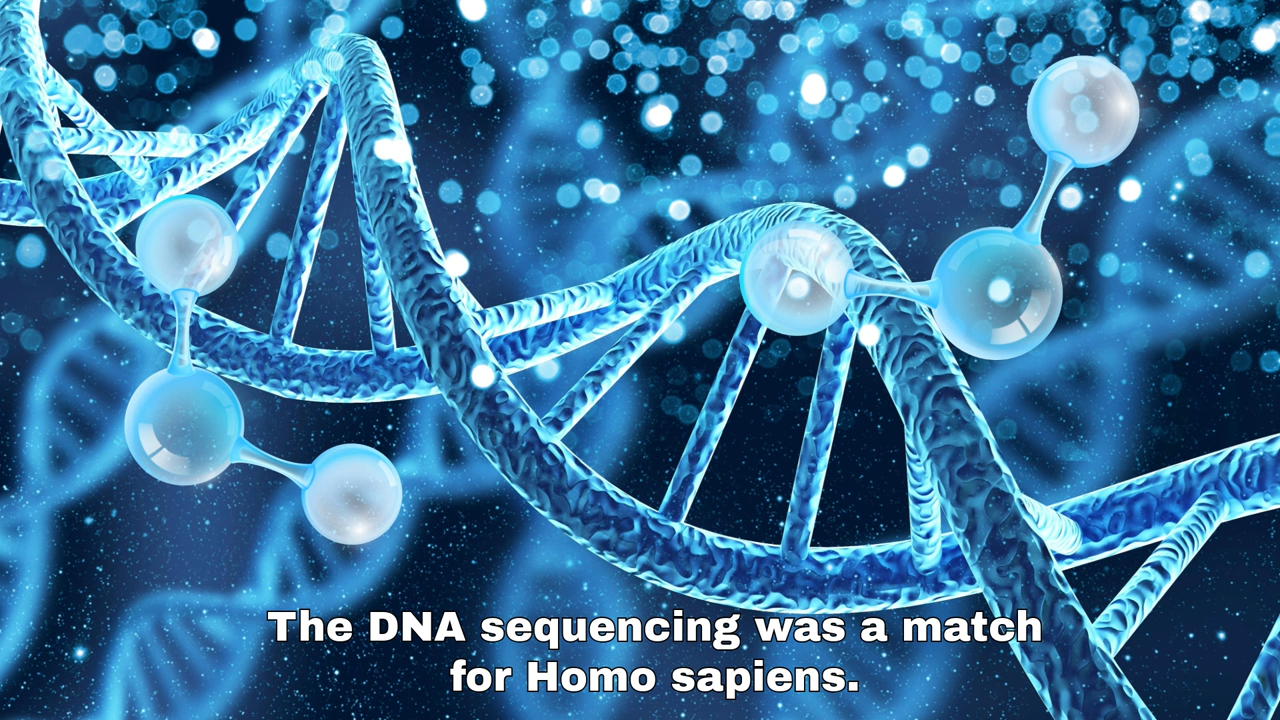 The DNA sequencing was a match
for Homo sapiens.